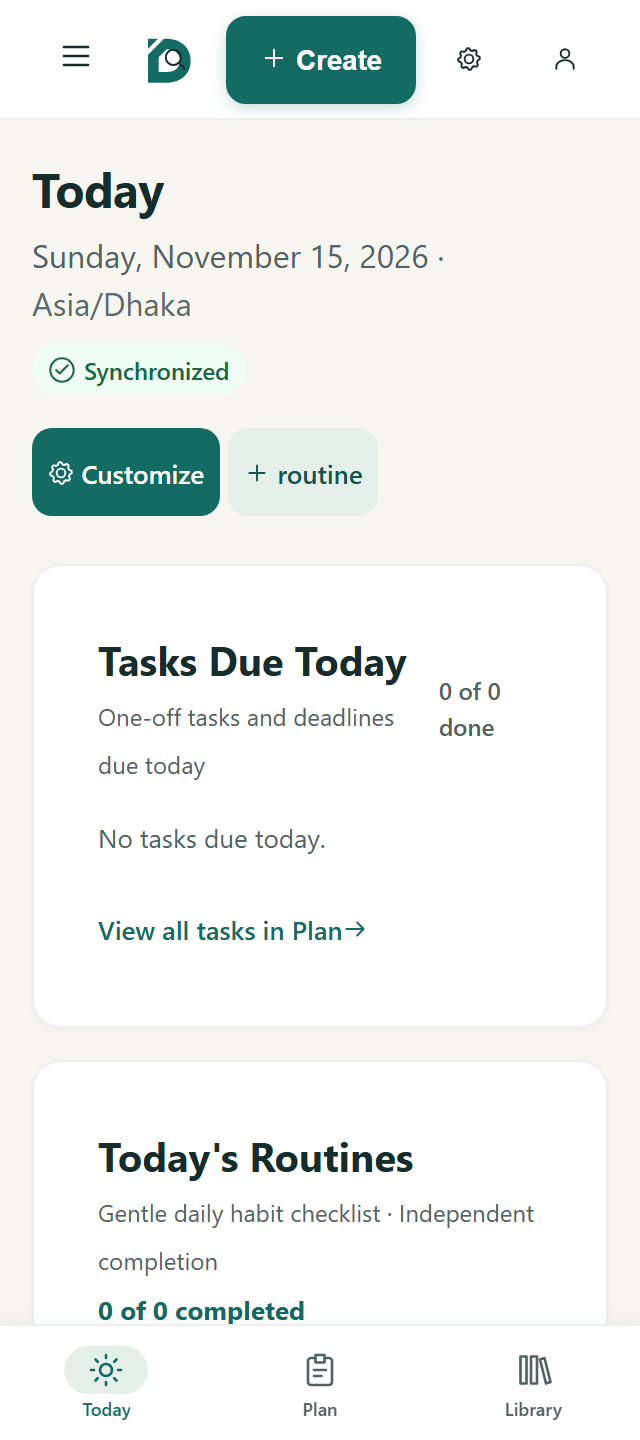 + Create
Today
Sunday, November 15, 2026 ·
Asia/Dhaka
Synchronized
Customize
+ routine
Tasks Due Today
0 of 0
done
One-off tasks and deadlines
due today
No tasks due today.
View all tasks in Plan→
Today's Routines
Gentle daily habit checklist · Independent
completion
0 of 0 completed
Today
Plan
Library